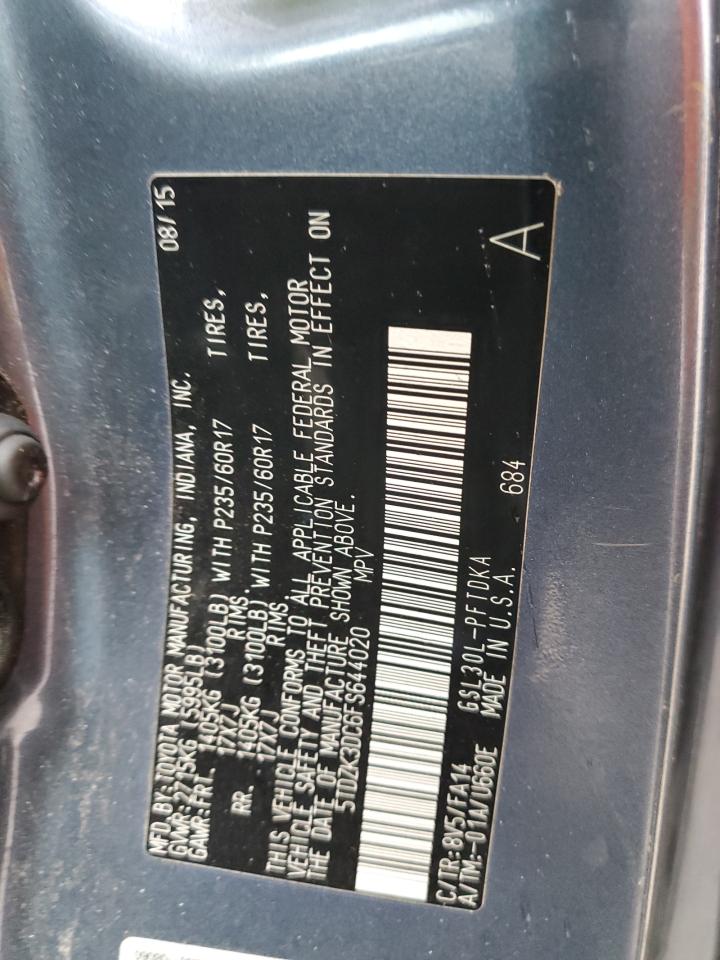 MFD.BY:TOYOTA MOTOR MANUFACTURING, INDIANA, INC. 08/15
GVWR:2715KG (5995LB)
GAWR:FRT. 1405KG (3100LB) WITH P235/60R17 TIRES,
17X7J RIMS.
RR. 1405KG (3100LB) WITH P235/60R17 TIRES,
17X7J RIMS
THIS VEHICLE CONFORMS TO ALL APPLICABLE FEDERAL MOTOR
VEHICLE SAFETY AND THEFT PREVENTION STANDARDS IN EFFECT ON
THE DATE OF MANUFACTURE SHOWN ABOVE.
5TDZK3DC6FS644020 MPV
C/TR:8V5/FA14 GSL30L-PFTDKA 684 A
A/TM:-01A/U660E MADE IN U.S.A.